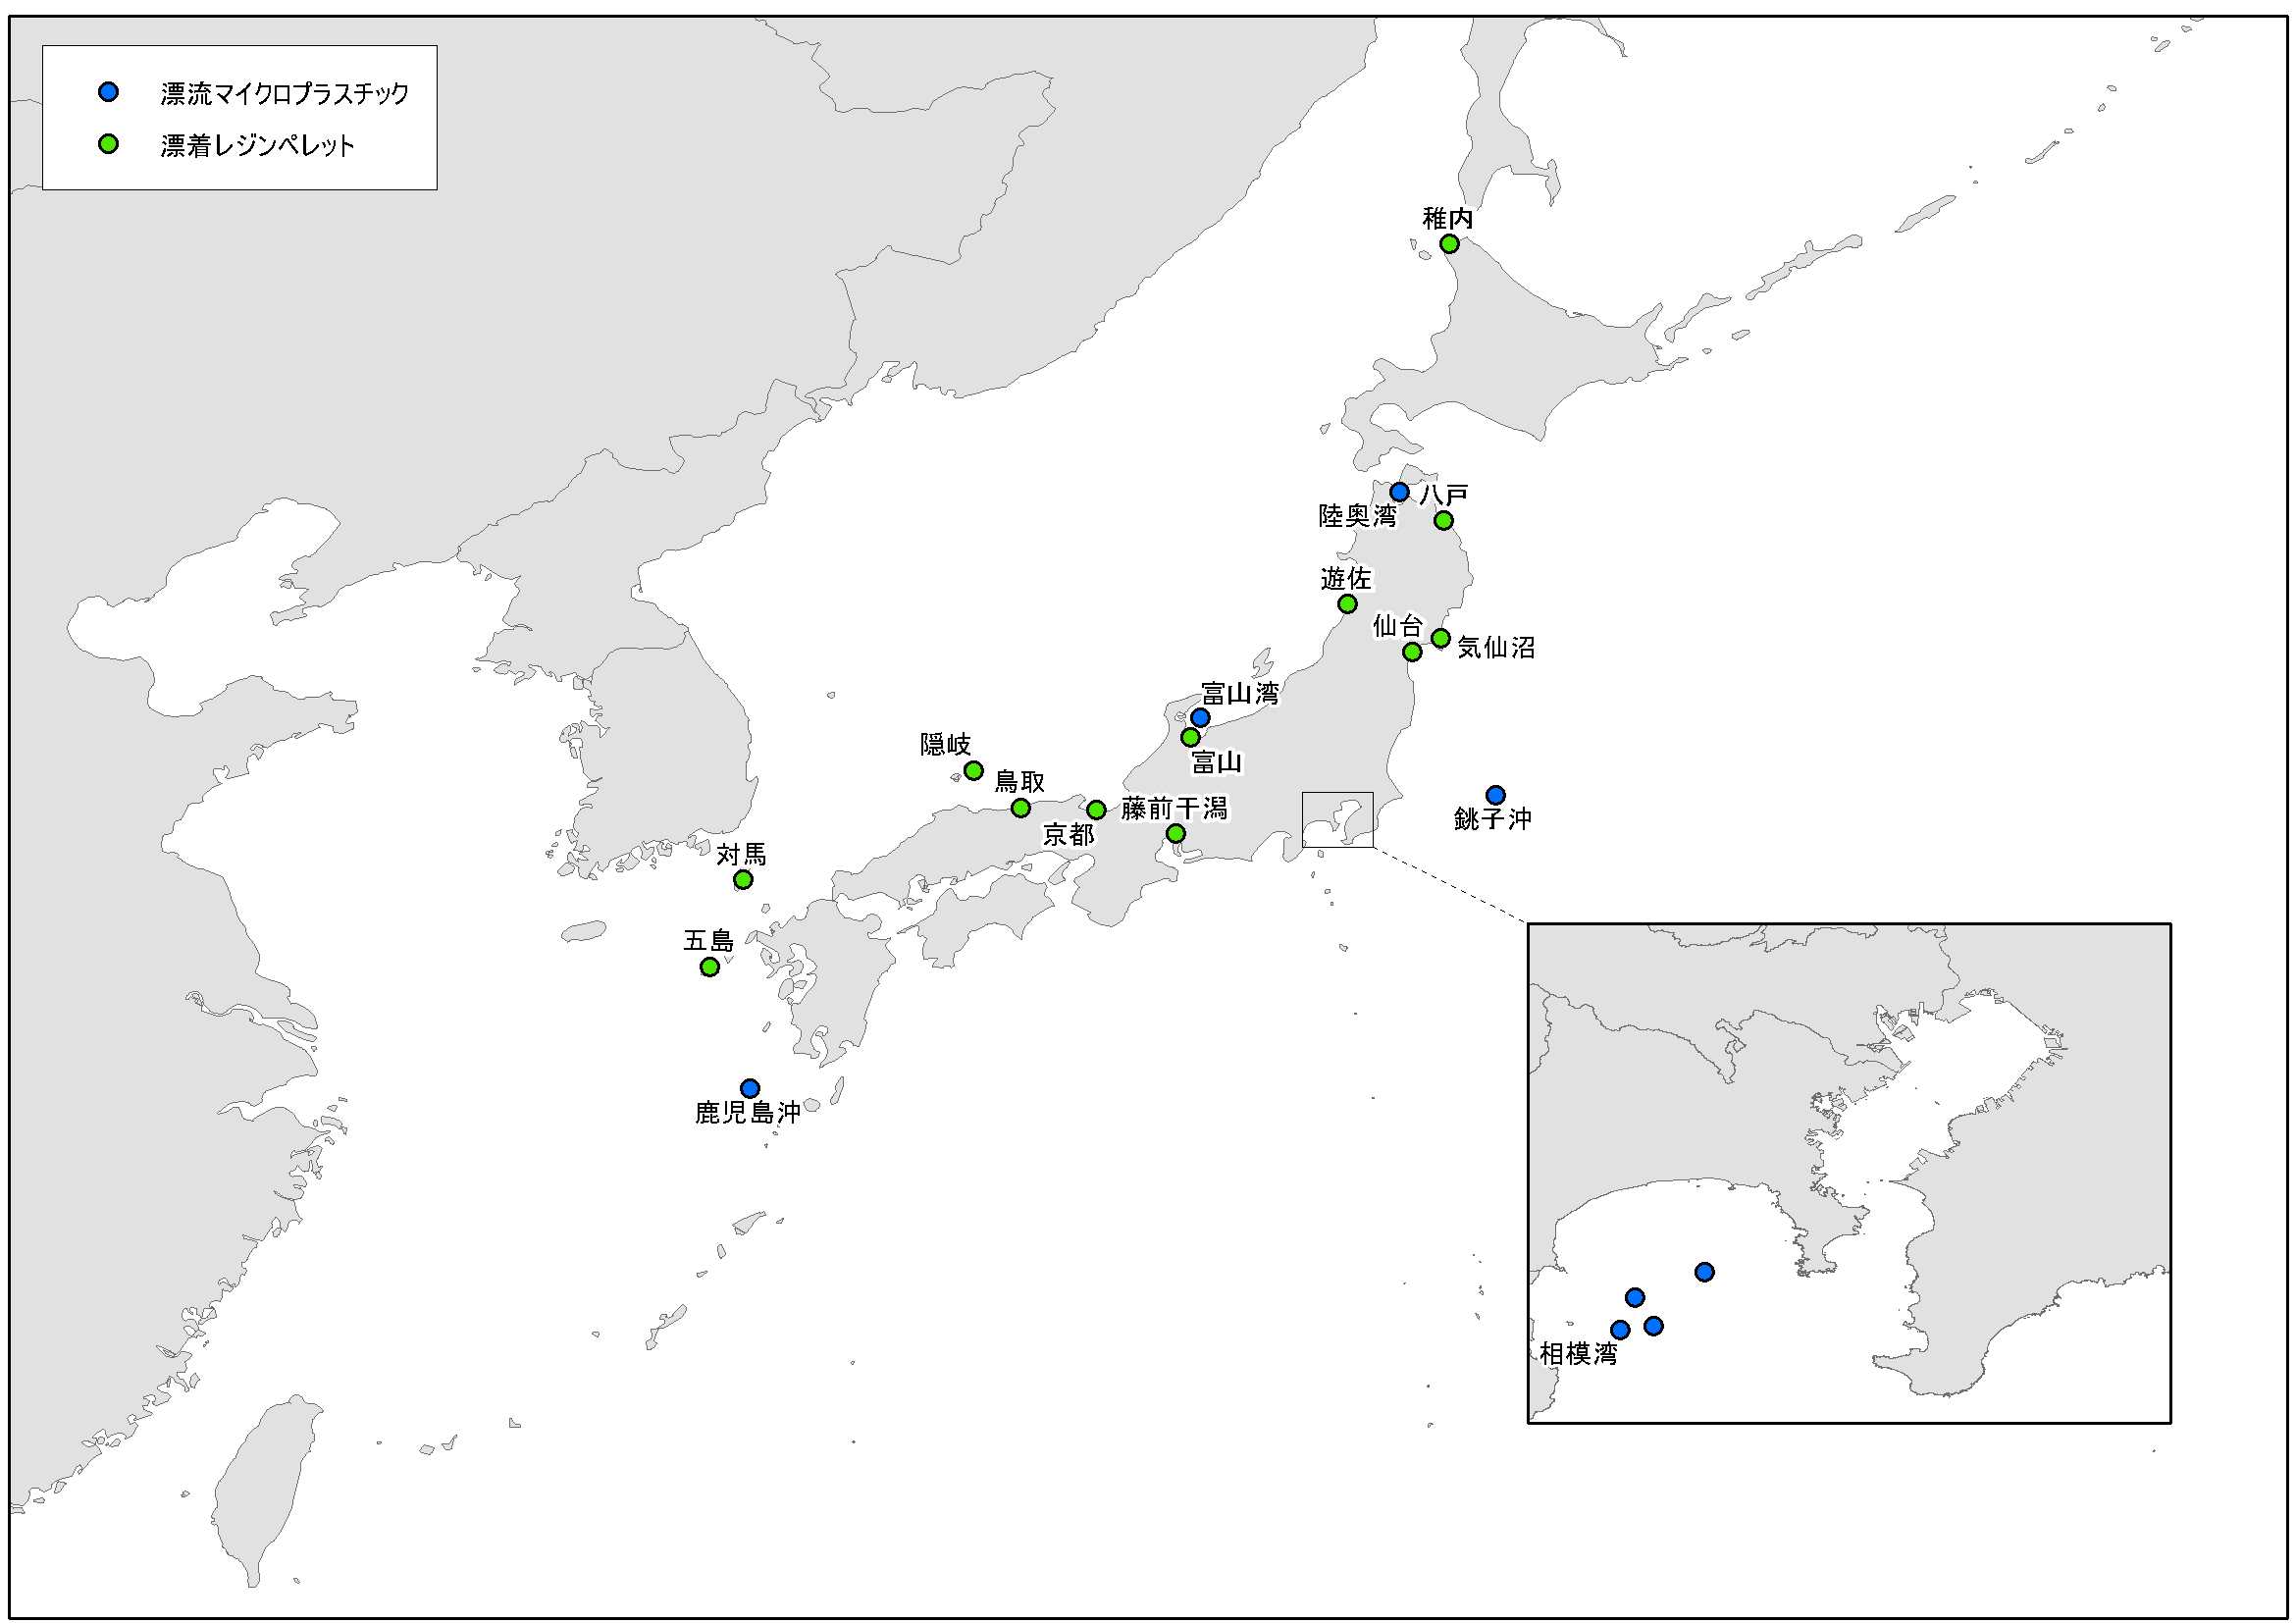 漂流マイクロプラスチック
漂着レジンペレット
稚内
八戸
陸奥湾
遊佐
仙台
気仙沼
富山湾
富山
隠岐
鳥取
京都
藤前干潟
銚子沖
対馬
五島
鹿児島沖
相模湾